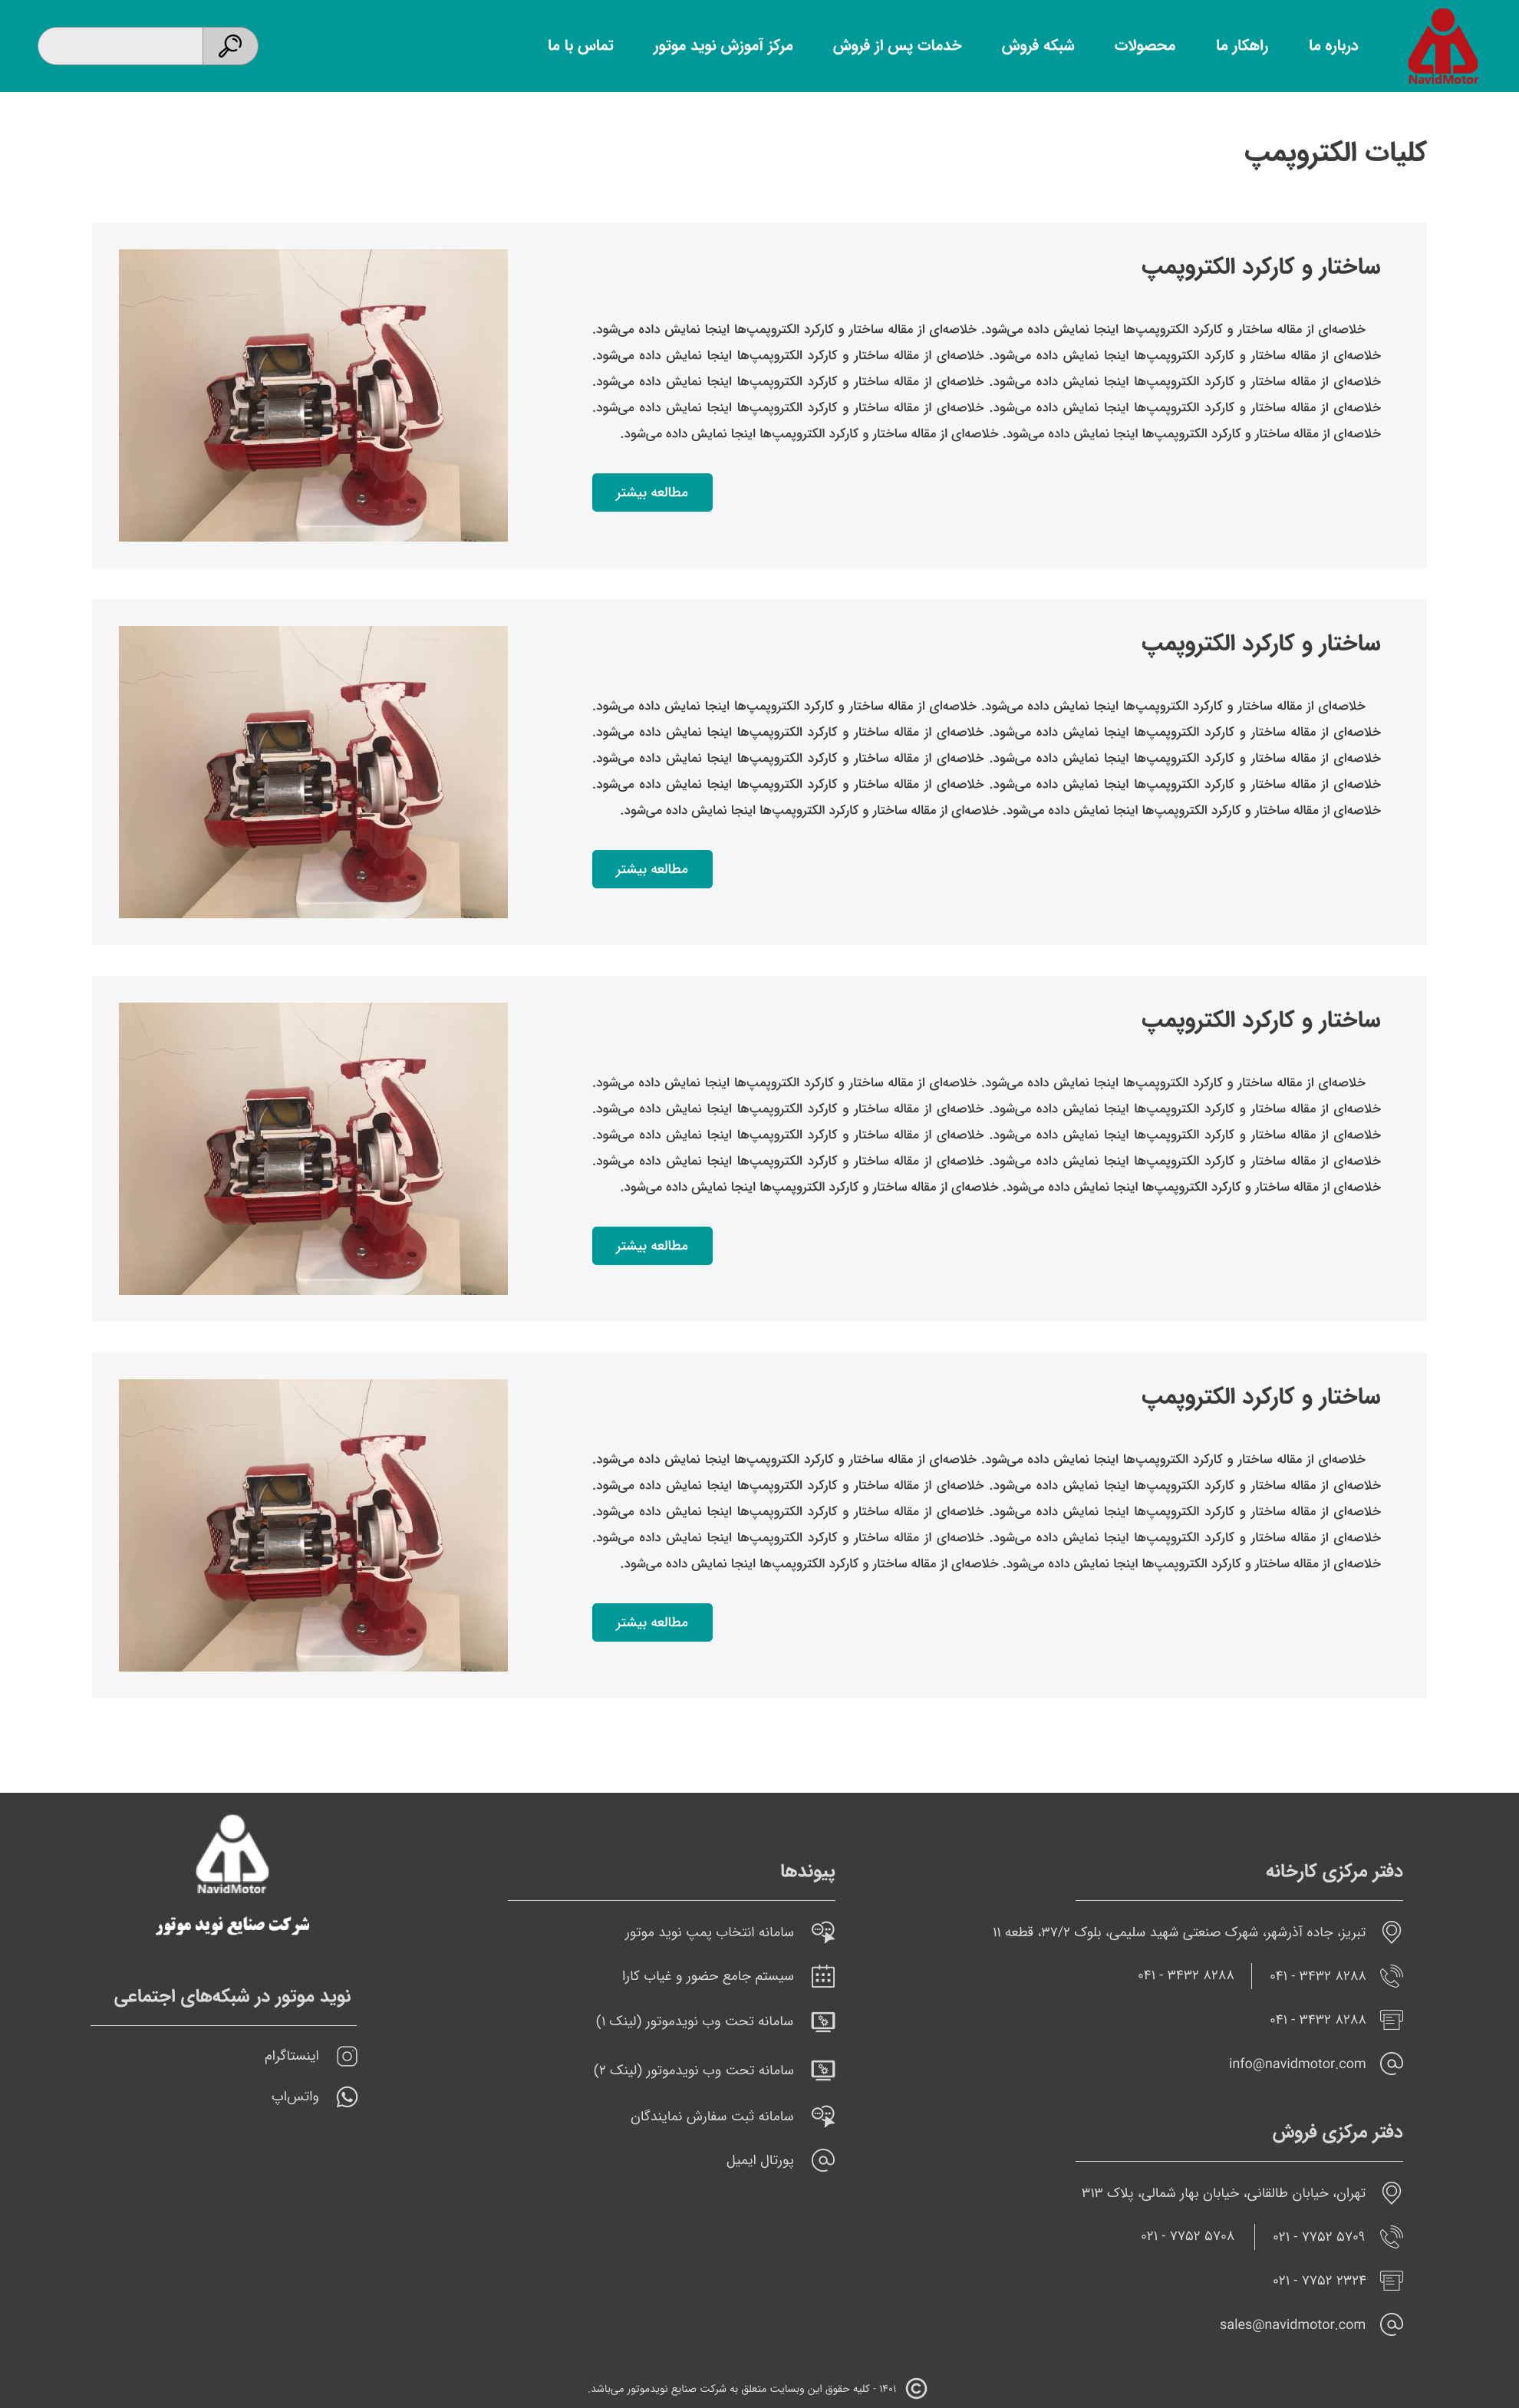 NavidMotor
درباره ما
راهکار ما
محصولات
شبکه فروش
خدمات پس از فروش
مرکز آموزش نوید موتور
تماس با ما
کلیات الکتروپمپ
ساختار و کارکرد الکتروپمپ
خلاصه‌ای از مقاله ساختار و کارکرد الکتروپمپ‌ها اینجا نمایش داده می‌شود. خلاصه‌ای از مقاله ساختار و کارکرد الکتروپمپ‌ها اینجا نمایش داده می‌شود.
خلاصه‌ای از مقاله ساختار و کارکرد الکتروپمپ‌ها اینجا نمایش داده می‌شود. خلاصه‌ای از مقاله ساختار و کارکرد الکتروپمپ‌ها اینجا نمایش داده می‌شود.
خلاصه‌ای از مقاله ساختار و کارکرد الکتروپمپ‌ها اینجا نمایش داده می‌شود. خلاصه‌ای از مقاله ساختار و کارکرد الکتروپمپ‌ها اینجا نمایش داده می‌شود.
خلاصه‌ای از مقاله ساختار و کارکرد الکتروپمپ‌ها اینجا نمایش داده می‌شود. خلاصه‌ای از مقاله ساختار و کارکرد الکتروپمپ‌ها اینجا نمایش داده می‌شود.
خلاصه‌ای از مقاله ساختار و کارکرد الکتروپمپ‌ها اینجا نمایش داده می‌شود. خلاصه‌ای از مقاله ساختار و کارکرد الکتروپمپ‌ها اینجا نمایش داده می‌شود.
مطالعه بیشتر
ساختار و کارکرد الکتروپمپ
خلاصه‌ای از مقاله ساختار و کارکرد الکتروپمپ‌ها اینجا نمایش داده می‌شود. خلاصه‌ای از مقاله ساختار و کارکرد الکتروپمپ‌ها اینجا نمایش داده می‌شود.
خلاصه‌ای از مقاله ساختار و کارکرد الکتروپمپ‌ها اینجا نمایش داده می‌شود. خلاصه‌ای از مقاله ساختار و کارکرد الکتروپمپ‌ها اینجا نمایش داده می‌شود.
خلاصه‌ای از مقاله ساختار و کارکرد الکتروپمپ‌ها اینجا نمایش داده می‌شود. خلاصه‌ای از مقاله ساختار و کارکرد الکتروپمپ‌ها اینجا نمایش داده می‌شود.
خلاصه‌ای از مقاله ساختار و کارکرد الکتروپمپ‌ها اینجا نمایش داده می‌شود. خلاصه‌ای از مقاله ساختار و کارکرد الکتروپمپ‌ها اینجا نمایش داده می‌شود.
خلاصه‌ای از مقاله ساختار و کارکرد الکتروپمپ‌ها اینجا نمایش داده می‌شود. خلاصه‌ای از مقاله ساختار و کارکرد الکتروپمپ‌ها اینجا نمایش داده می‌شود.
مطالعه بیشتر
ساختار و کارکرد الکتروپمپ
خلاصه‌ای از مقاله ساختار و کارکرد الکتروپمپ‌ها اینجا نمایش داده می‌شود. خلاصه‌ای از مقاله ساختار و کارکرد الکتروپمپ‌ها اینجا نمایش داده می‌شود.
خلاصه‌ای از مقاله ساختار و کارکرد الکتروپمپ‌ها اینجا نمایش داده می‌شود. خلاصه‌ای از مقاله ساختار و کارکرد الکتروپمپ‌ها اینجا نمایش داده می‌شود.
خلاصه‌ای از مقاله ساختار و کارکرد الکتروپمپ‌ها اینجا نمایش داده می‌شود. خلاصه‌ای از مقاله ساختار و کارکرد الکتروپمپ‌ها اینجا نمایش داده می‌شود.
خلاصه‌ای از مقاله ساختار و کارکرد الکتروپمپ‌ها اینجا نمایش داده می‌شود. خلاصه‌ای از مقاله ساختار و کارکرد الکتروپمپ‌ها اینجا نمایش داده می‌شود.
خلاصه‌ای از مقاله ساختار و کارکرد الکتروپمپ‌ها اینجا نمایش داده می‌شود. خلاصه‌ای از مقاله ساختار و کارکرد الکتروپمپ‌ها اینجا نمایش داده می‌شود.
مطالعه بیشتر
ساختار و کارکرد الکتروپمپ
خلاصه‌ای از مقاله ساختار و کارکرد الکتروپمپ‌ها اینجا نمایش داده می‌شود. خلاصه‌ای از مقاله ساختار و کارکرد الکتروپمپ‌ها اینجا نمایش داده می‌شود.
خلاصه‌ای از مقاله ساختار و کارکرد الکتروپمپ‌ها اینجا نمایش داده می‌شود. خلاصه‌ای از مقاله ساختار و کارکرد الکتروپمپ‌ها اینجا نمایش داده می‌شود.
خلاصه‌ای از مقاله ساختار و کارکرد الکتروپمپ‌ها اینجا نمایش داده می‌شود. خلاصه‌ای از مقاله ساختار و کارکرد الکتروپمپ‌ها اینجا نمایش داده می‌شود.
خلاصه‌ای از مقاله ساختار و کارکرد الکتروپمپ‌ها اینجا نمایش داده می‌شود. خلاصه‌ای از مقاله ساختار و کارکرد الکتروپمپ‌ها اینجا نمایش داده می‌شود.
خلاصه‌ای از مقاله ساختار و کارکرد الکتروپمپ‌ها اینجا نمایش داده می‌شود. خلاصه‌ای از مقاله ساختار و کارکرد الکتروپمپ‌ها اینجا نمایش داده می‌شود.
مطالعه بیشتر
دفتر مرکزی کارخانه
تبریز، جاده آذرشهر، شهرک صنعتی شهید سلیمی، بلوک ۳۷/۲، قطعه ۱۱
۰۴۱ - ۳۴۳۲ ۸۲۸۸
۰۴۱ - ۳۴۳۲ ۸۲۸۸
۰۴۱ - ۳۴۳۲ ۸۲۸۸
info@navidmotor.com
دفتر مرکزی فروش
تهران، خیابان طالقانی، خیابان بهار شمالی، پلاک ۳۱۳
۰۲۱ - ۷۷۵۲ ۵۷۰۹
۰۲۱ - ۷۷۵۲ ۵۷۰۸
۰۲۱ - ۷۷۵۲ ۲۳۲۴
sales@navidmotor.com
پیوندها
سامانه انتخاب پمپ نوید موتور
سیستم جامع حضور و غیاب کارا
سامانه تحت وب نویدموتور (لینک ۱)
سامانه تحت وب نویدموتور (لینک ۲)
سامانه ثبت سفارش نمایندگان
پورتال ایمیل
NavidMotor
شرکت صنایع نوید موتور
نوید موتور در شبکه‌های اجتماعی
اینستاگرام
واتس‌اپ
© ۱۴۰۱ - کلیه حقوق این وبسایت متعلق به شرکت صنایع نویدموتور می‌باشد.